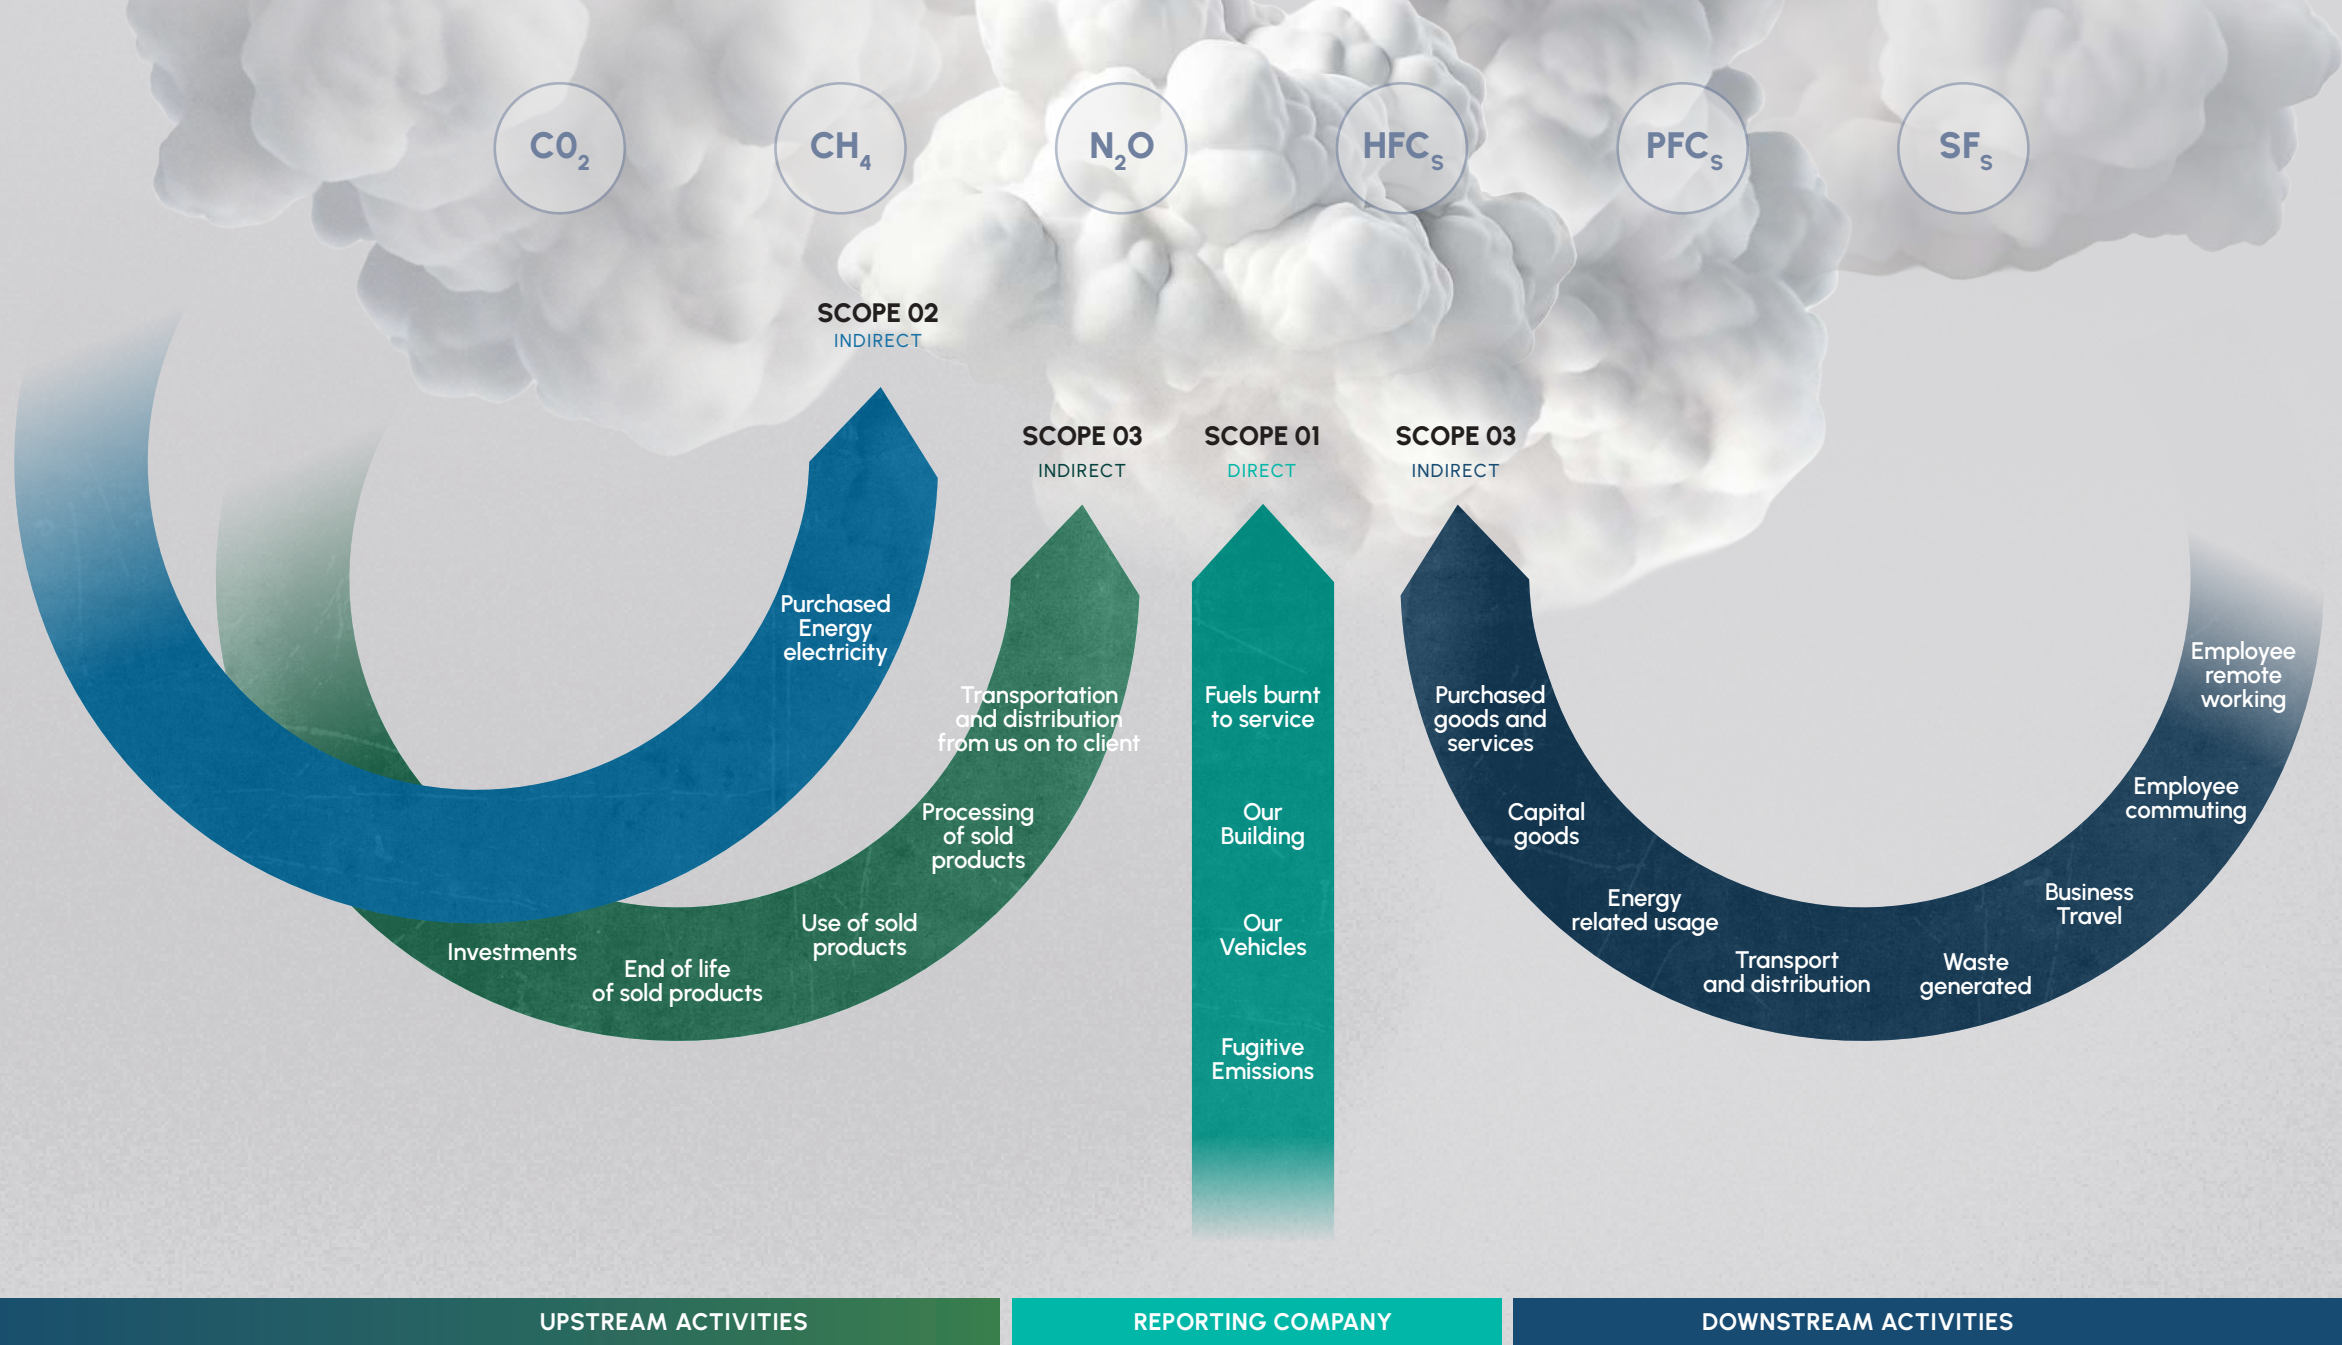 C0₂
CH₄
N₂O
HFCₛ
PFCₛ
SFₛ
SCOPE 02
INDIRECT
SCOPE 03
INDIRECT
SCOPE 01
DIRECT
SCOPE 03
INDIRECT
Purchased
Energy
electricity
Transportation
and distribution
from us on to client
Processing
of sold
products
Use of sold
products
End of life
of sold products
Investments
Fuels burnt
to service
Our
Building
Our
Vehicles
Fugitive
Emissions
Purchased
goods and
services
Capital
goods
Energy
related usage
Transport
and distribution
Waste
generated
Business
Travel
Employee
commuting
Employee
remote
working
UPSTREAM ACTIVITIES
REPORTING COMPANY
DOWNSTREAM ACTIVITIES